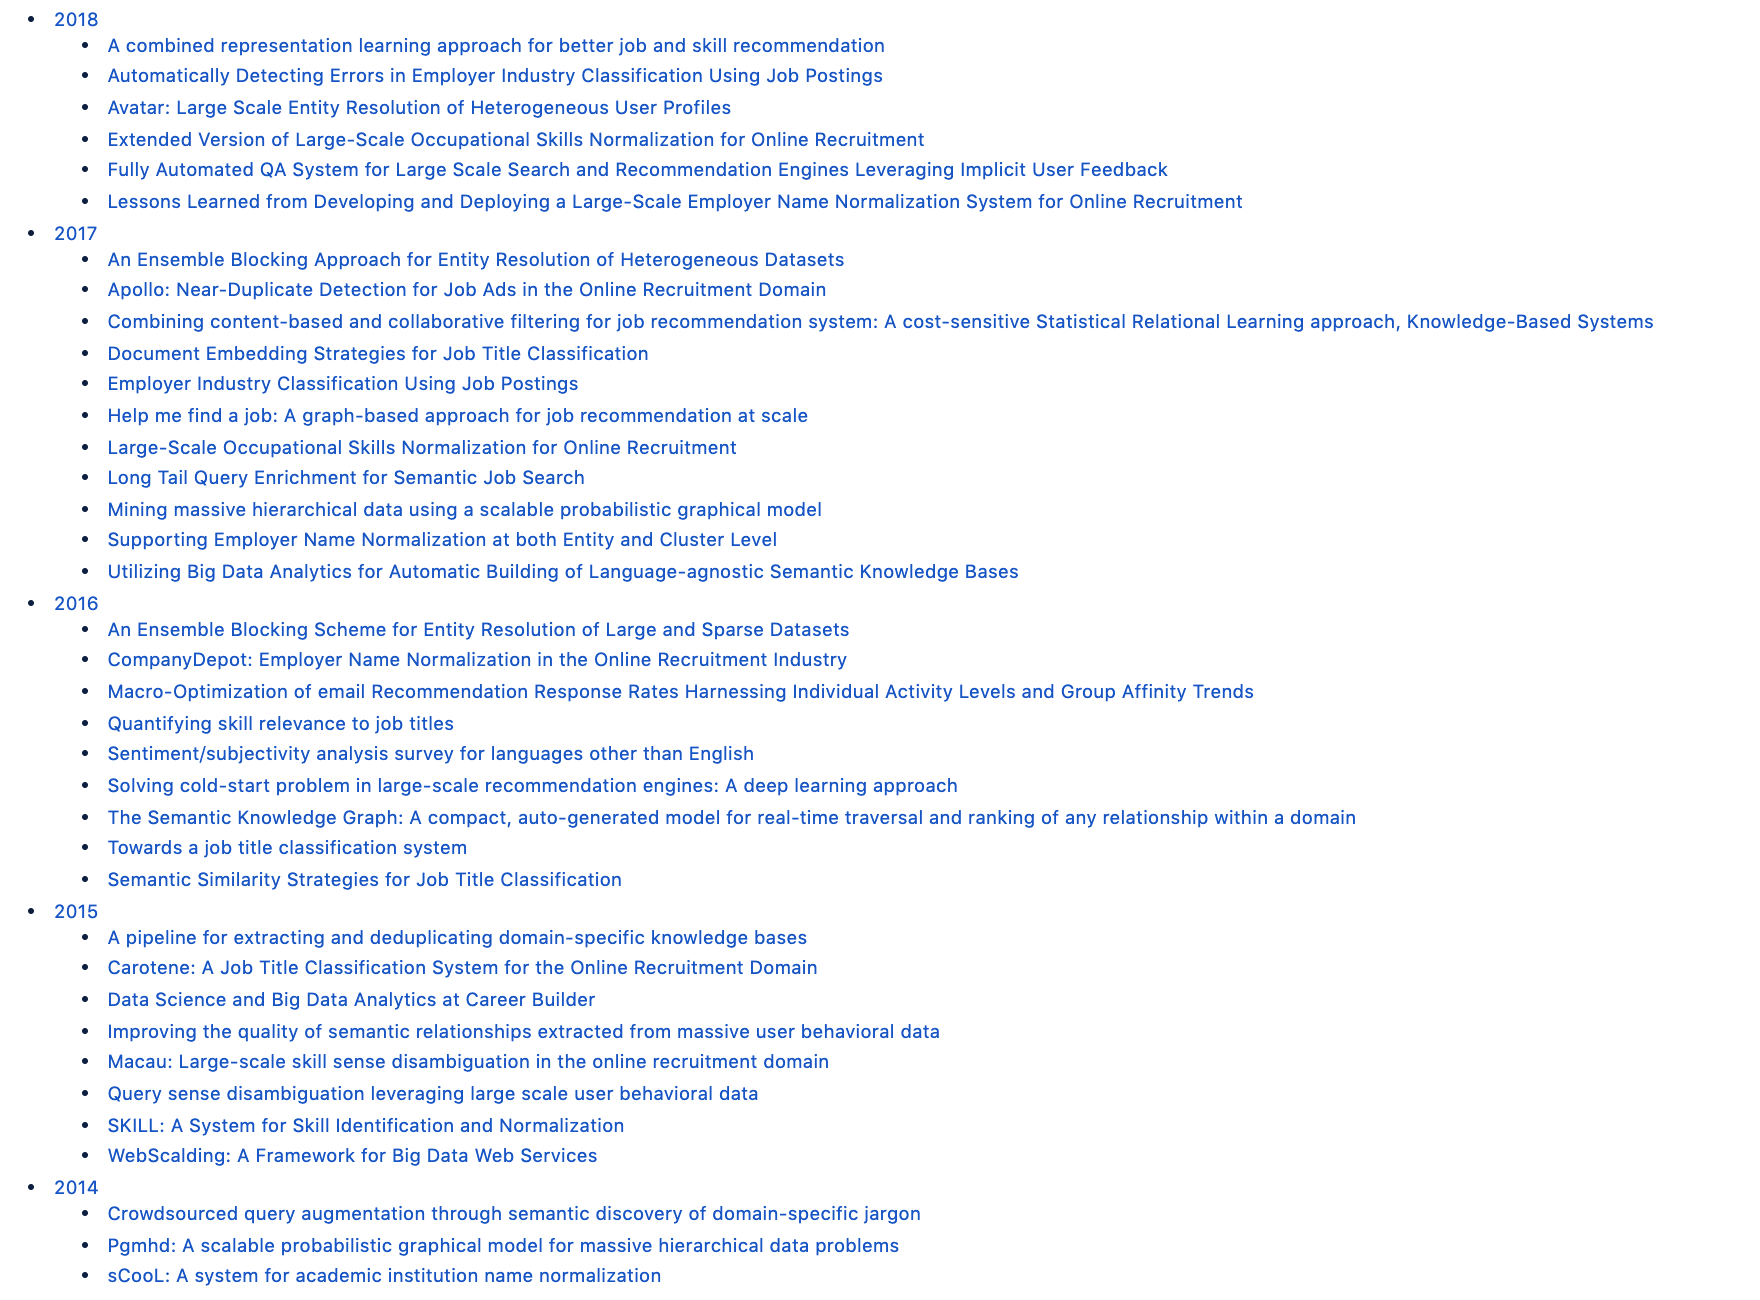 2018
A combined representation learning approach for better job and skill recommendation
Automatically Detecting Errors in Employer Industry Classification Using Job Postings
Avatar: Large Scale Entity Resolution of Heterogeneous User Profiles
Extended Version of Large-Scale Occupational Skills Normalization for Online Recruitment
Fully Automated QA System for Large Scale Search and Recommendation Engines Leveraging Implicit User Feedback
Lessons Learned from Developing and Deploying a Large-Scale Employer Name Normalization System for Online Recruitment
2017
An Ensemble Blocking Approach for Entity Resolution of Heterogeneous Datasets
Apollo: Near-Duplicate Detection for Job Ads in the Online Recruitment Domain
Combining content-based and collaborative filtering for job recommendation system: A cost-sensitive Statistical Relational Learning approach, Knowledge-Based Systems
Document Embedding Strategies for Job Title Classification
Employer Industry Classification Using Job Postings
Help me find a job: A graph-based approach for job recommendation at scale
Large-Scale Occupational Skills Normalization for Online Recruitment
Long Tail Query Enrichment for Semantic Job Search
Mining massive hierarchical data using a scalable probabilistic graphical model
Supporting Employer Name Normalization at both Entity and Cluster Level
Utilizing Big Data Analytics for Automatic Building of Language-agnostic Semantic Knowledge Bases
2016
An Ensemble Blocking Scheme for Entity Resolution of Large and Sparse Datasets
CompanyDepot: Employer Name Normalization in the Online Recruitment Industry
Macro-Optimization of email Recommendation Response Rates Harnessing Individual Activity Levels and Group Affinity Trends
Quantifying skill relevance to job titles
Sentiment/subjectivity analysis survey for languages other than English
Solving cold-start problem in large-scale recommendation engines: A deep learning approach
The Semantic Knowledge Graph: A compact, auto-generated model for real-time traversal and ranking of any relationship within a domain
Towards a job title classification system
Semantic Similarity Strategies for Job Title Classification
2015
A pipeline for extracting and deduplicating domain-specific knowledge bases
Carotene: A Job Title Classification System for the Online Recruitment Domain
Data Science and Big Data Analytics at Career Builder
Improving the quality of semantic relationships extracted from massive user behavioral data
Macau: Large-scale skill sense disambiguation in the online recruitment domain
Query sense disambiguation leveraging large scale user behavioral data
SKILL: A System for Skill Identification and Normalization
WebScalding: A Framework for Big Data Web Services
2014
Crowdsourced query augmentation through semantic discovery of domain-specific jargon
Pgmhd: A scalable probabilistic graphical model for massive hierarchical data problems
sCooL: A system for academic institution name normalization